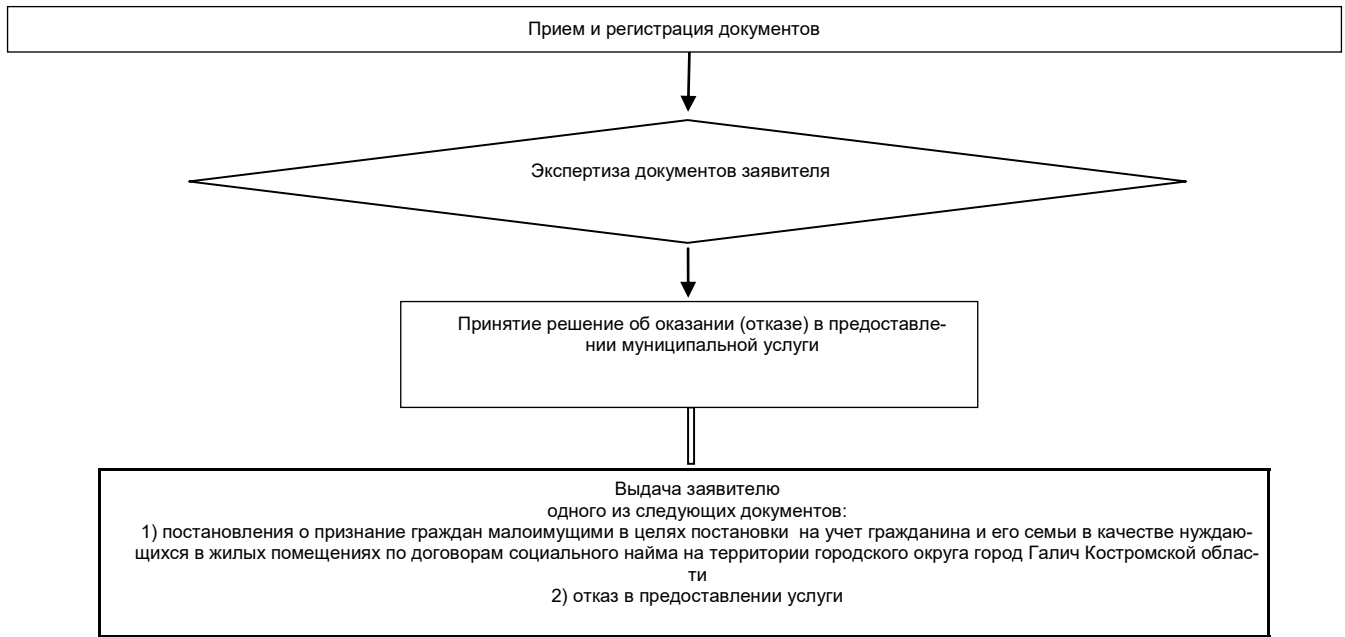 Прием и регистрация документов
Экспертиза документов заявителя
Принятие решение об оказании (отказе) в предоставле-
нии муниципальной услуги
Выдача заявителю
одного из следующих документов:
1) постановления о признание граждан малоимущими в целях постановки на учет гражданина и его семьи в качестве нуждаю-
щихся в жилых помещениях по договорам социального найма на территории городского округа город Галич Костромской облас-
ти
2) отказ в предоставлении услуги